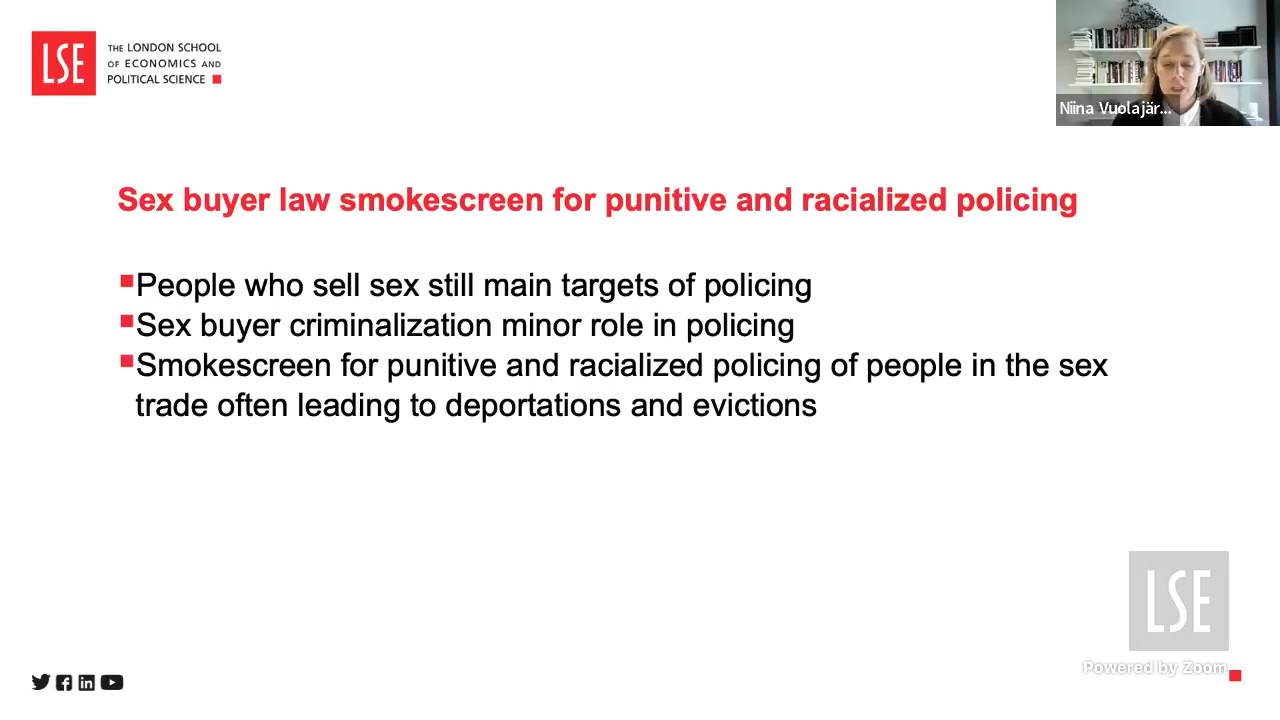 LSE
THE LONDON SCHOOL
OF ECONOMICS AND
POLITICAL SCIENCE
Niina Vuolajär...
Sex buyer law smokescreen for punitive and racialized policing
People who sell sex still main targets of policing
Sex buyer criminalization minor role in policing
Smokescreen for punitive and racialized policing of people in the sex
trade often leading to deportations and evictions
LSE
Powered by Zoom